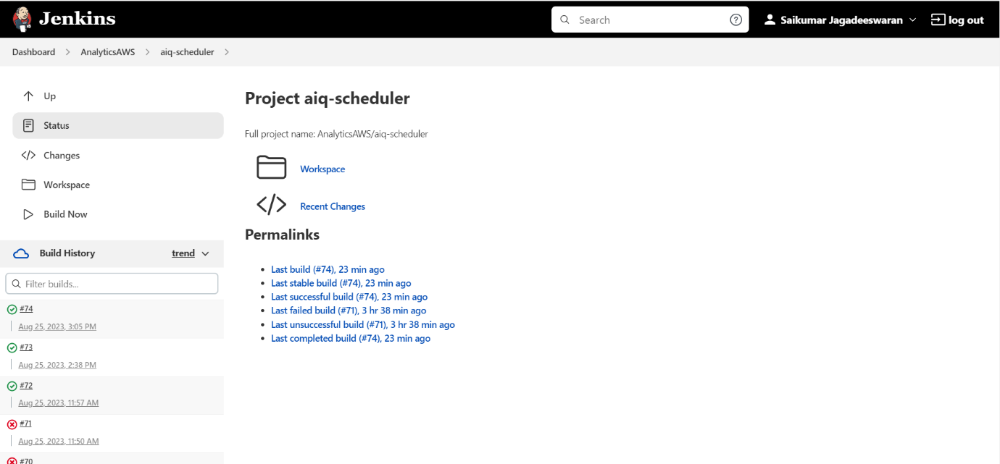 Jenkins
Search
Saikumar Jagadeeswaran
log out
Dashboard > AnalyticsAWS > aiq-scheduler >
Up
Status
Changes
Workspace
Build Now
Build History trend
Filter builds...
#74
Aug 25, 2023, 3:05 PM
#73
Aug 25, 2023, 2:38 PM
#72
Aug 25, 2023, 11:57 AM
#71
Aug 25, 2023, 11:50 AM
#70
Project aiq-scheduler
Full project name: AnalyticsAWS/aiq-scheduler
Workspace
Recent Changes
Permalinks
Last build (#74), 23 min ago
Last stable build (#74), 23 min ago
Last successful build (#74), 23 min ago
Last failed build (#71), 3 hr 38 min ago
Last unsuccessful build (#71), 3 hr 38 min ago
Last completed build (#74), 23 min ago